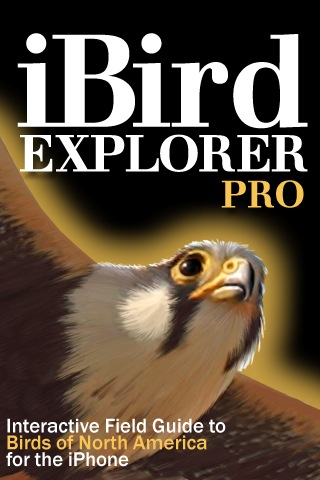 iBird
EXPLORER
PRO
Interactive Field Guide to
Birds of North America
for the iPhone